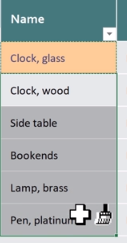 Name
Clock, glass
Clock, wood
Side table
Bookends
Lamp, brass
Pen, platinum